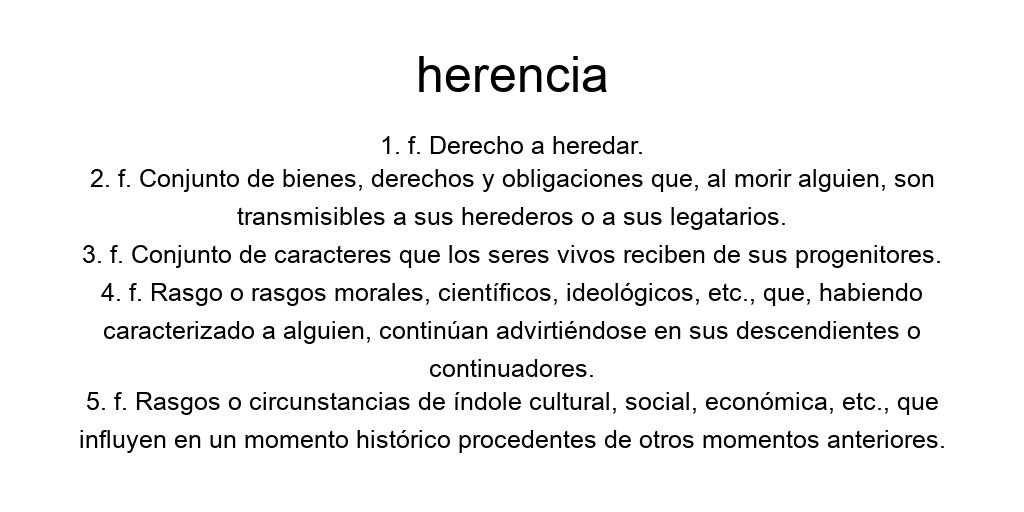 herencia
1. f. Derecho a heredar.
2. f. Conjunto de bienes, derechos y obligaciones que, al morir alguien, son
transmisibles a sus herederos o a sus legatarios.
3. f. Conjunto de caracteres que los seres vivos reciben de sus progenitores.
4. f. Rasgo o rasgos morales, científicos, ideológicos, etc., que, habiendo
caracterizado a alguien, continúan advirtiéndose en sus descendientes o
continuadores.
5. f. Rasgos o circunstancias de índole cultural, social, económica, etc., que
influyen en un momento histórico procedentes de otros momentos anteriores.